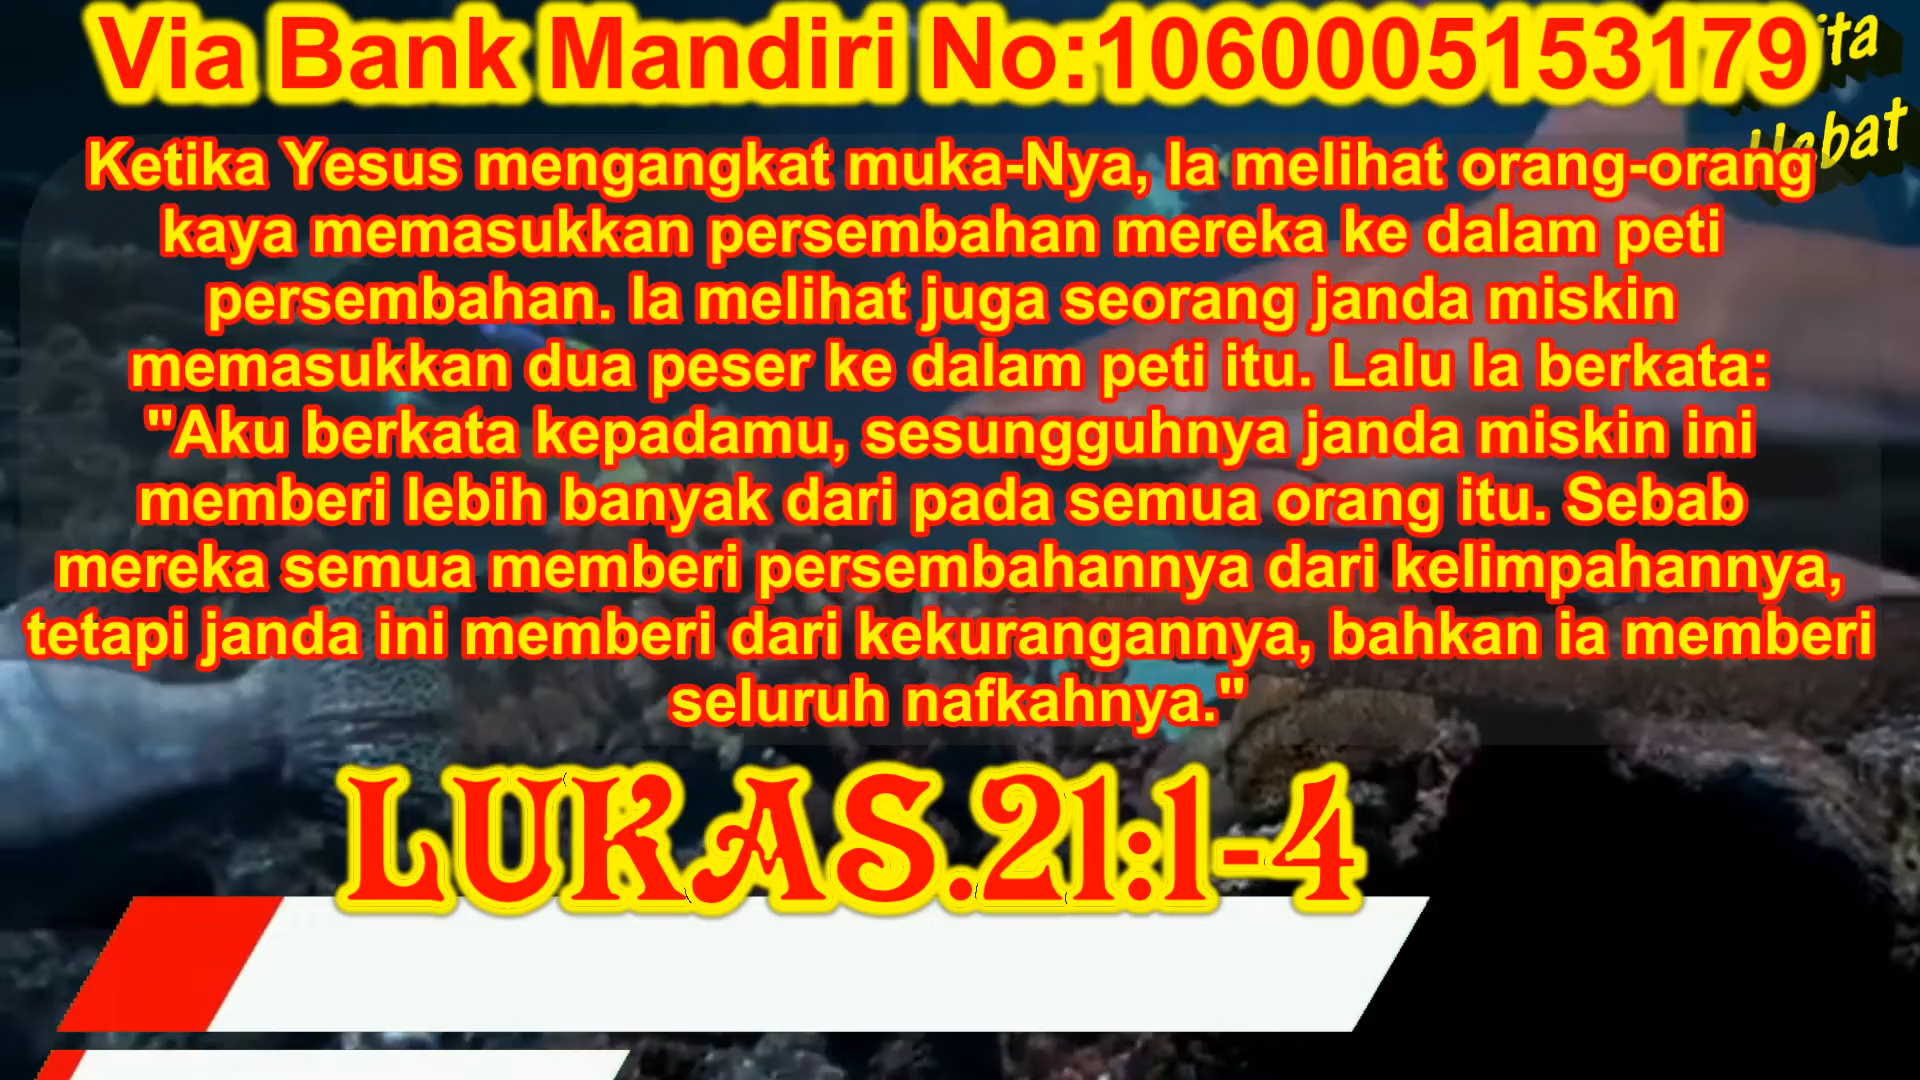 Via Bank Mandiri No:1060005153179
Ketika Yesus mengangkat muka-Nya, Ia melihat orang-orang
kaya memasukkan persembahan mereka ke dalam peti
persembahan. Ia melihat juga seorang janda miskin
memasukkan dua peser ke dalam peti itu. Lalu Ia berkata:
"Aku berkata kepadamu, sesungguhnya janda miskin ini
memberi lebih banyak dari pada semua orang itu. Sebab
mereka semua memberi persembahannya dari kelimpahannya,
tetapi janda ini memberi dari kekurangannya, bahkan ia memberi
seluruh nafkahnya."
LUKAS.21:1-4